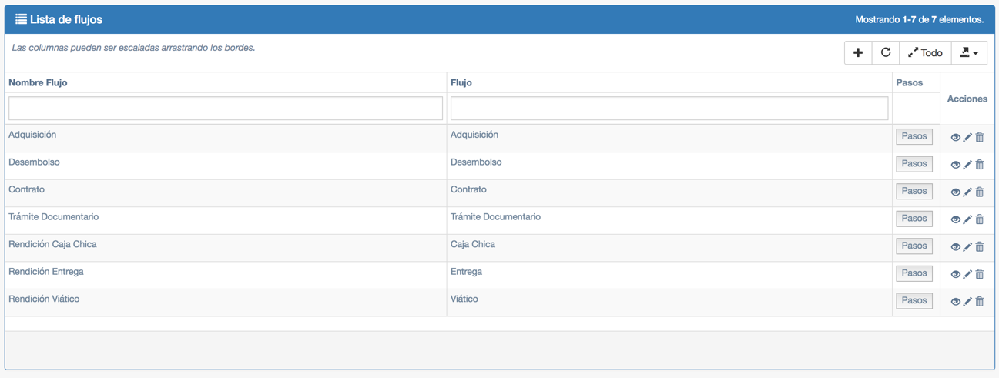 Lista de flujos
Mostrando 1-7 de 7 elementos.
Las columnas pueden ser escaladas arrastrando los bordes.
Todo
Nombre Flujo Flujo Pasos Acciones
Adquisición Adquisición Pasos
Desembolso Desembolso Pasos
Contrato Contrato Pasos
Trámite Documentario Trámite Documentario Pasos
Rendición Caja Chica Caja Chica Pasos
Rendición Entrega Entrega Pasos
Rendición Viático Viático Pasos